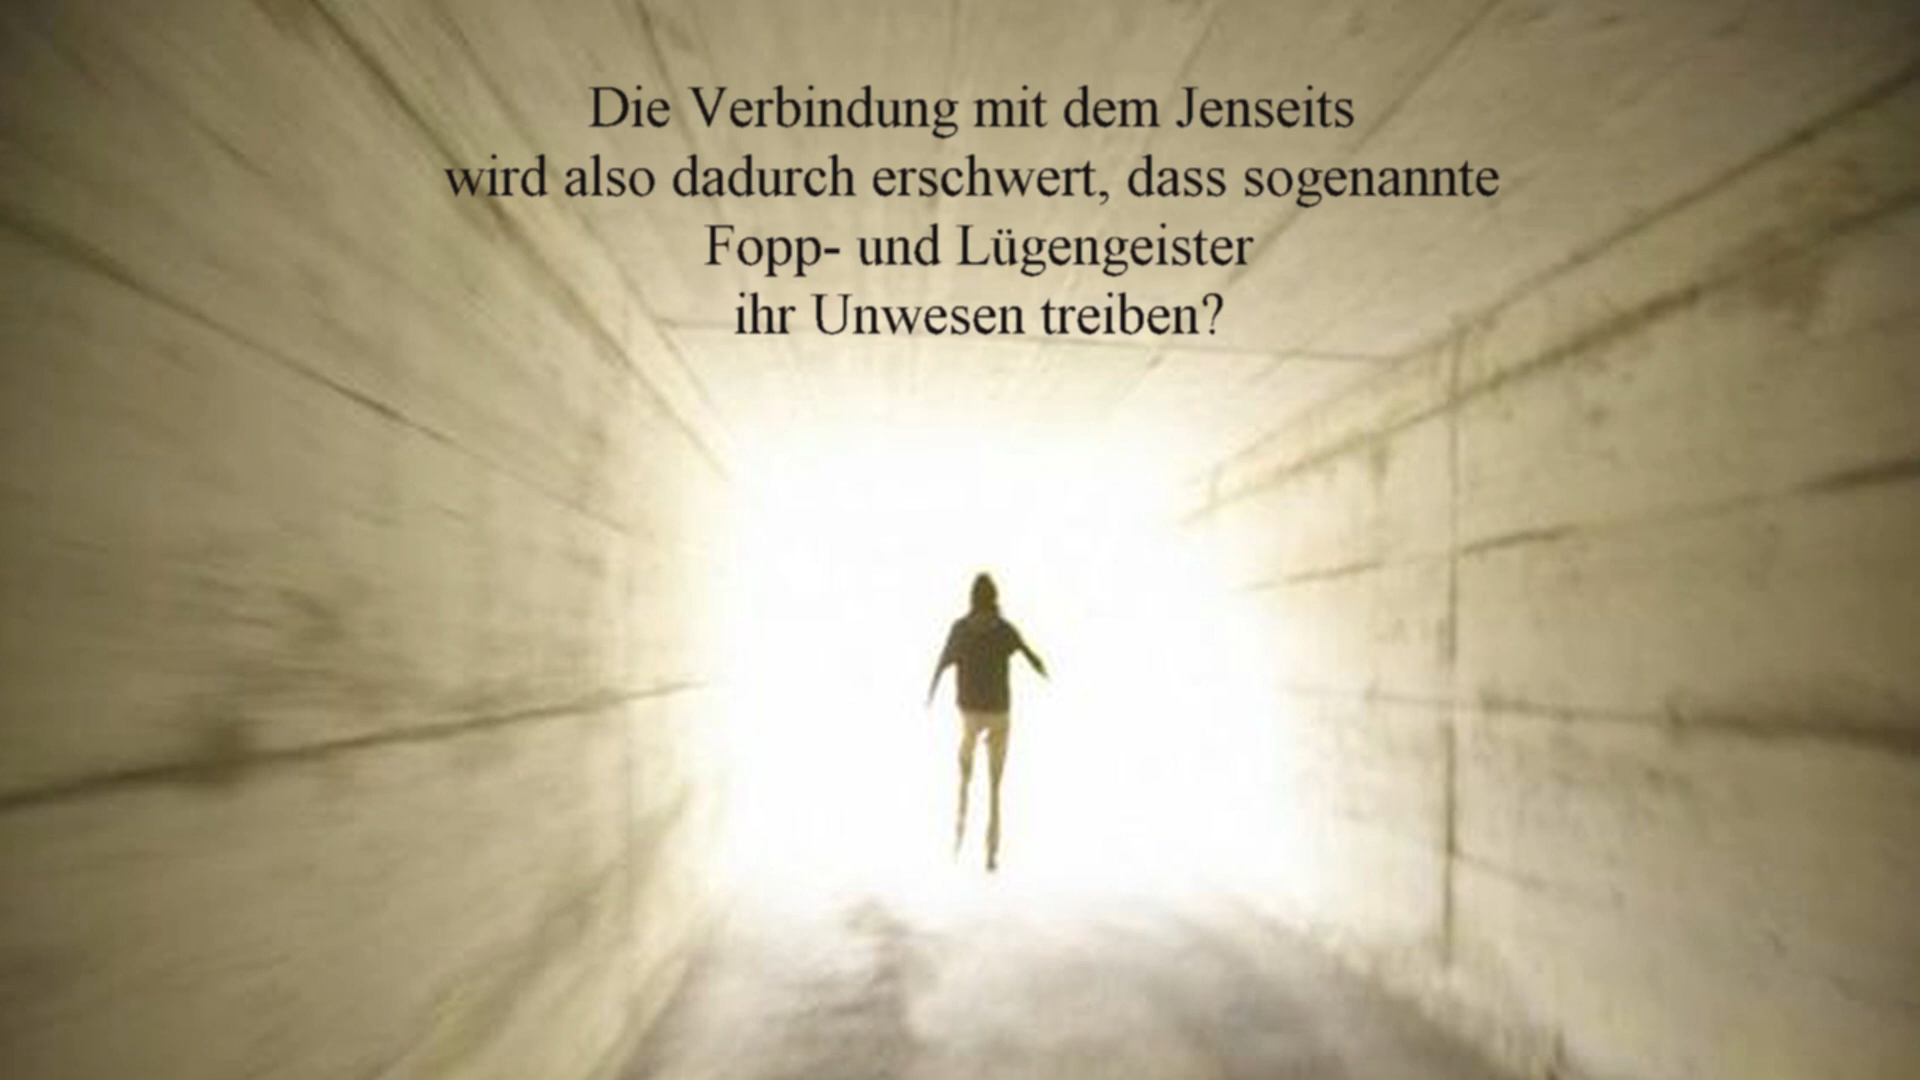 Die Verbindung mit dem Jenseits
wird also dadurch erschwert, dass sogenannte
Fopp- und Lügengeister
ihr Unwesen treiben?